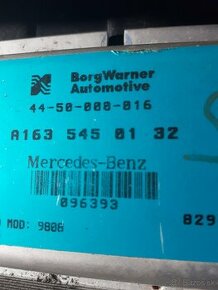 BorgWarner
Automotive
44-50-000-016
A163 545 01 32
Mercedes-Benz
096393
MOD: 9806
829